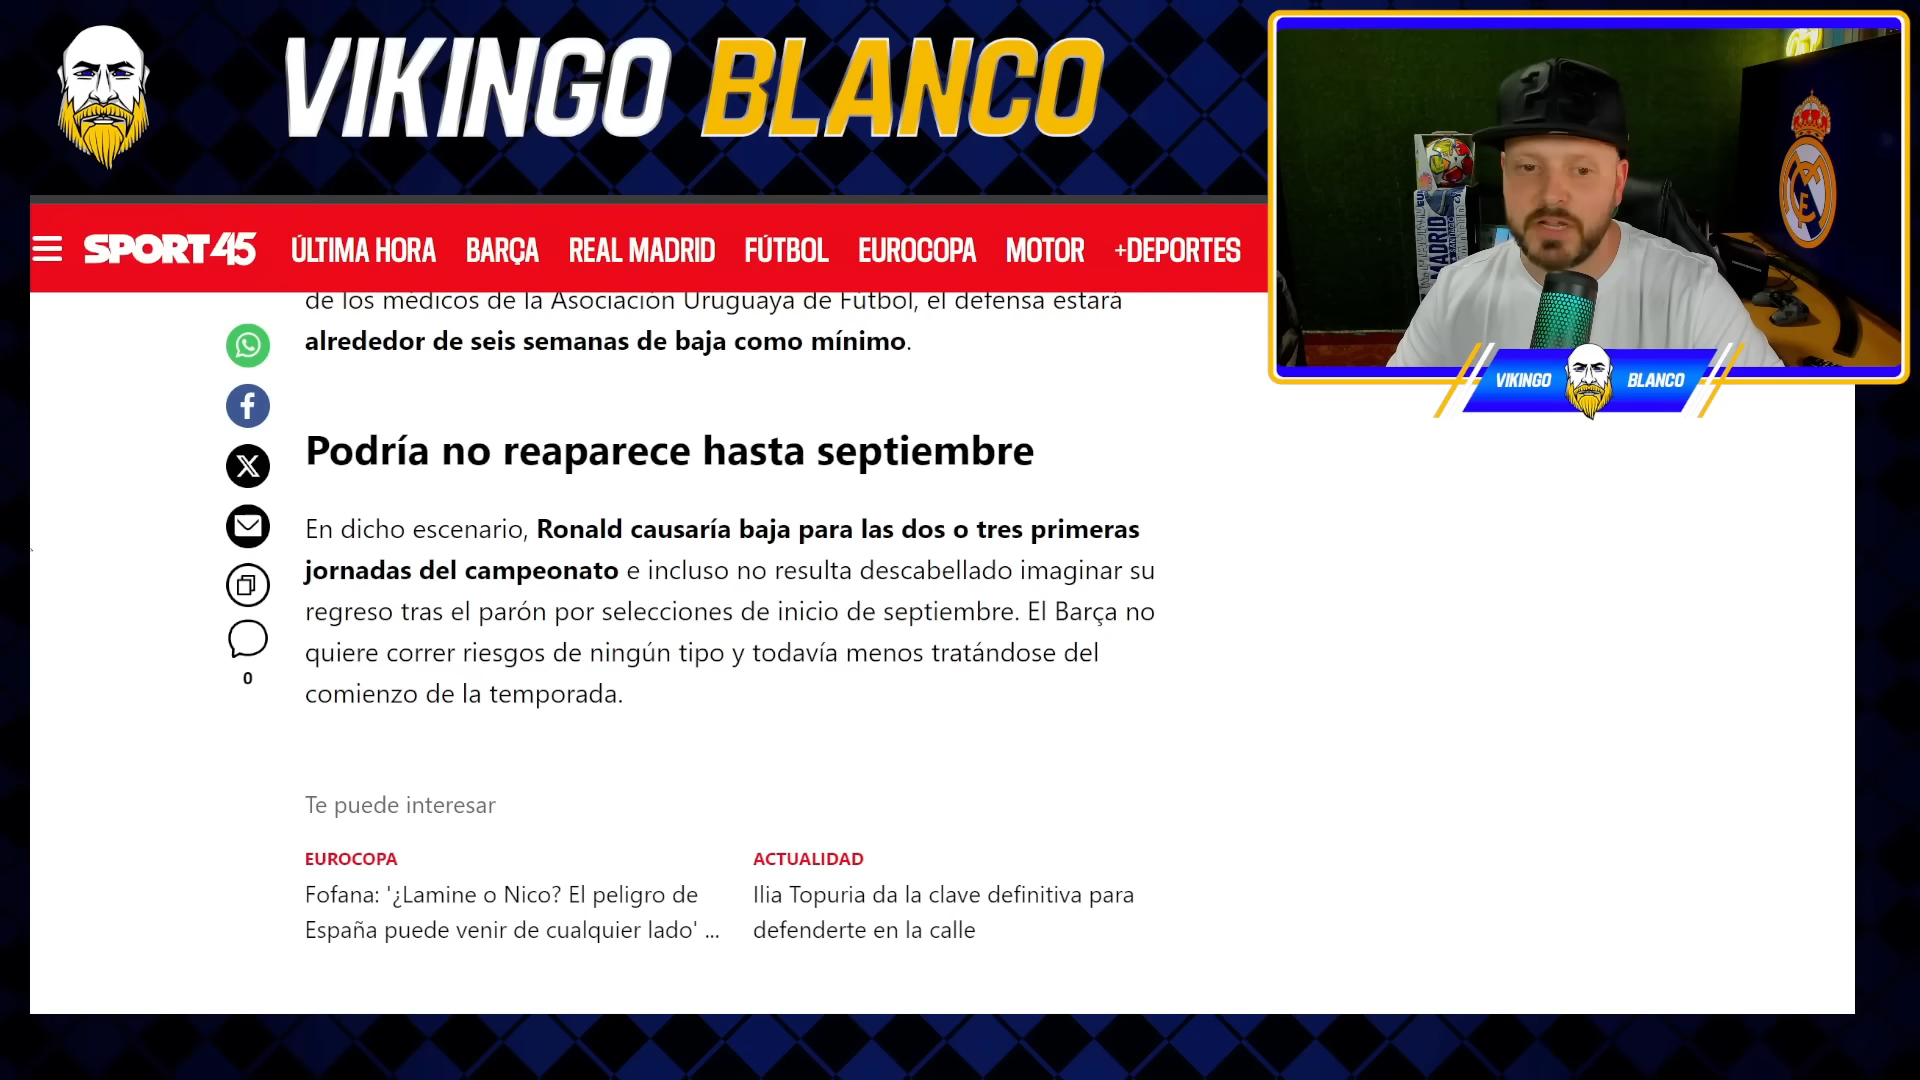 VIKINGO BLANCO
SPORT 45
ÚLTIMA HORA BARÇA REAL MADRID FÚTBOL EUROCOPA MOTOR +DEPORTES
de los médicos de la Asociación Uruguaya de Fútbol, el defensa estará
alrededor de seis semanas de baja como mínimo.
Podría no reaparece hasta septiembre
En dicho escenario, Ronald causaría baja para las dos o tres primeras
jornadas del campeonato e incluso no resulta descabellado imaginar su
regreso tras el parón por selecciones de inicio de septiembre. El Barça no
quiere correr riesgos de ningún tipo y todavía menos tratándose del
comienzo de la temporada.
0
Te puede interesar
EUROCOPA
Fofana: '¿Lamine o Nico? El peligro de
España puede venir de cualquier lado' ...
ACTUALIDAD
Ilia Topuria da la clave definitiva para
defenderte en la calle
MADRID
VIKINGO BLANCO